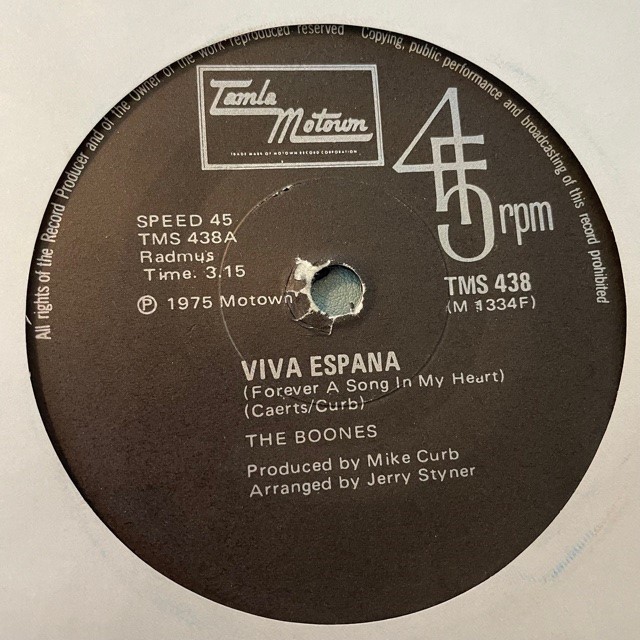 All rights of the Record Producer and of the Owner of the work reproduced reserved Copying, public performance and broadcasting of this record prohibited
Tamla
Motown
TRADE MARK OF MOTOWN RECORD CORPORATION
45 rpm
SPEED 45
TMS 438A
Radmus
Time: 3.15
℗ 1975 Motown
TMS 438
(M 1334F)
VIVA ESPANA
(Forever A Song In My Heart)
(Caerts/Curb)
THE BOONES
Produced by Mike Curb
Arranged by Jerry Styner